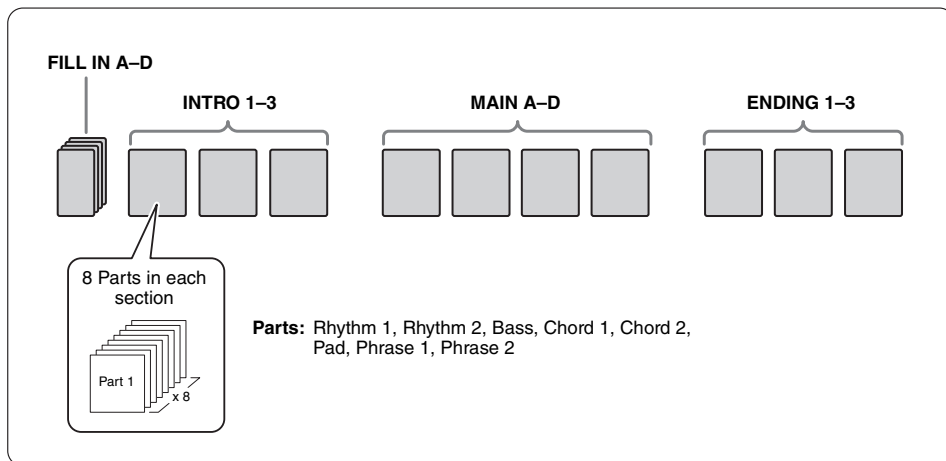 FILL IN A–D
INTRO 1–3
MAIN A–D
ENDING 1–3
8 Parts in each
section
Part 1
x 8
Parts: Rhythm 1, Rhythm 2, Bass, Chord 1, Chord 2,
Pad, Phrase 1, Phrase 2